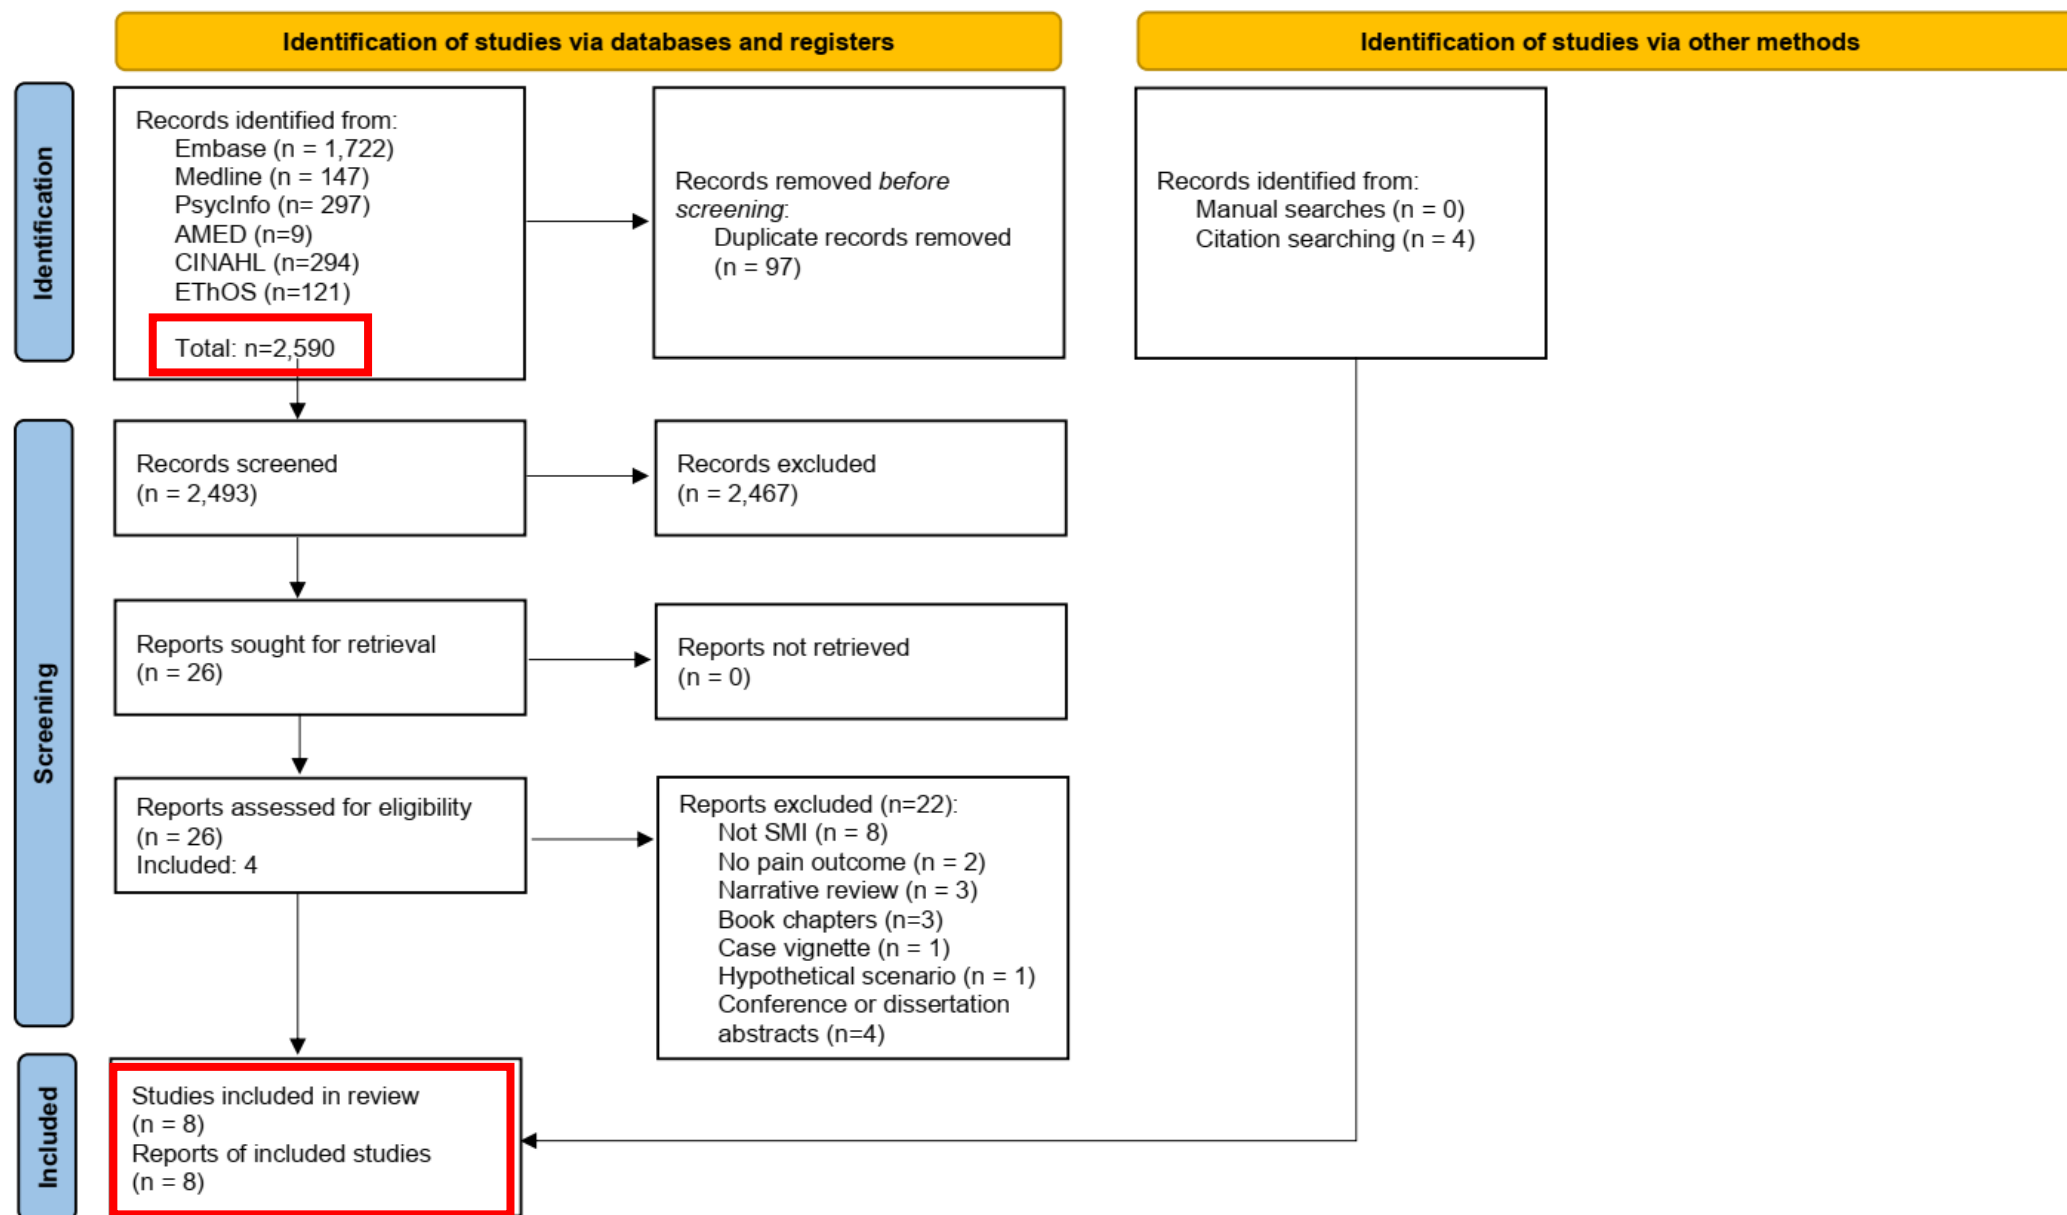 Identification of studies via databases and registers
Identification of studies via other methods
Identification
Records identified from:
Embase (n = 1,722)
Medline (n = 147)
PsycInfo (n= 297)
AMED (n=9)
CINAHL (n=294)
EThOS (n=121)
Total: n=2,590
Records removed before
screening:
Duplicate records removed
(n = 97)
Records identified from:
Manual searches (n = 0)
Citation searching (n = 4)
Screening
Records screened
(n = 2,493)
Records excluded
(n = 2,467)
Reports sought for retrieval
(n = 26)
Reports not retrieved
(n = 0)
Reports assessed for eligibility
(n = 26)
Included: 4
Reports excluded (n=22):
Not SMI (n = 8)
No pain outcome (n = 2)
Narrative review (n = 3)
Book chapters (n=3)
Case vignette (n = 1)
Hypothetical scenario (n = 1)
Conference or dissertation
abstracts (n=4)
Included
Studies included in review
(n = 8)
Reports of included studies
(n = 8)